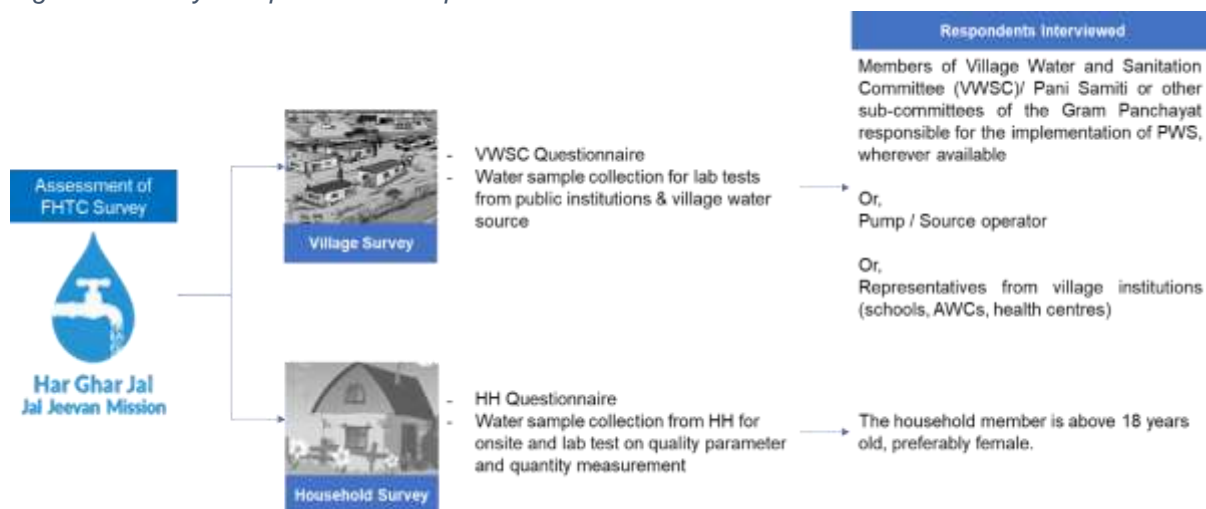 Respondents Interviewed
Members of Village Water and Sanitation
Committee (VWSC)/ Pani Samiti or other
sub-committees of the Gram Panchayat
responsible for the implementation of PWS,
wherever available
Or,
Pump / Source operator
Or,
Representatives from village institutions
(schools, AWCs, health centres)
- VWSC Questionnaire
- Water sample collection for lab tests
from public institutions & village water
source
Village Survey
Assessment of
FHTC Survey
Har Ghar Jal
Jal Jeevan Mission
- HH Questionnaire
- Water sample collection from HH for
onsite and lab test on quality parameter
and quantity measurement
Household Survey
The household member is above 18 years
old, preferably female.